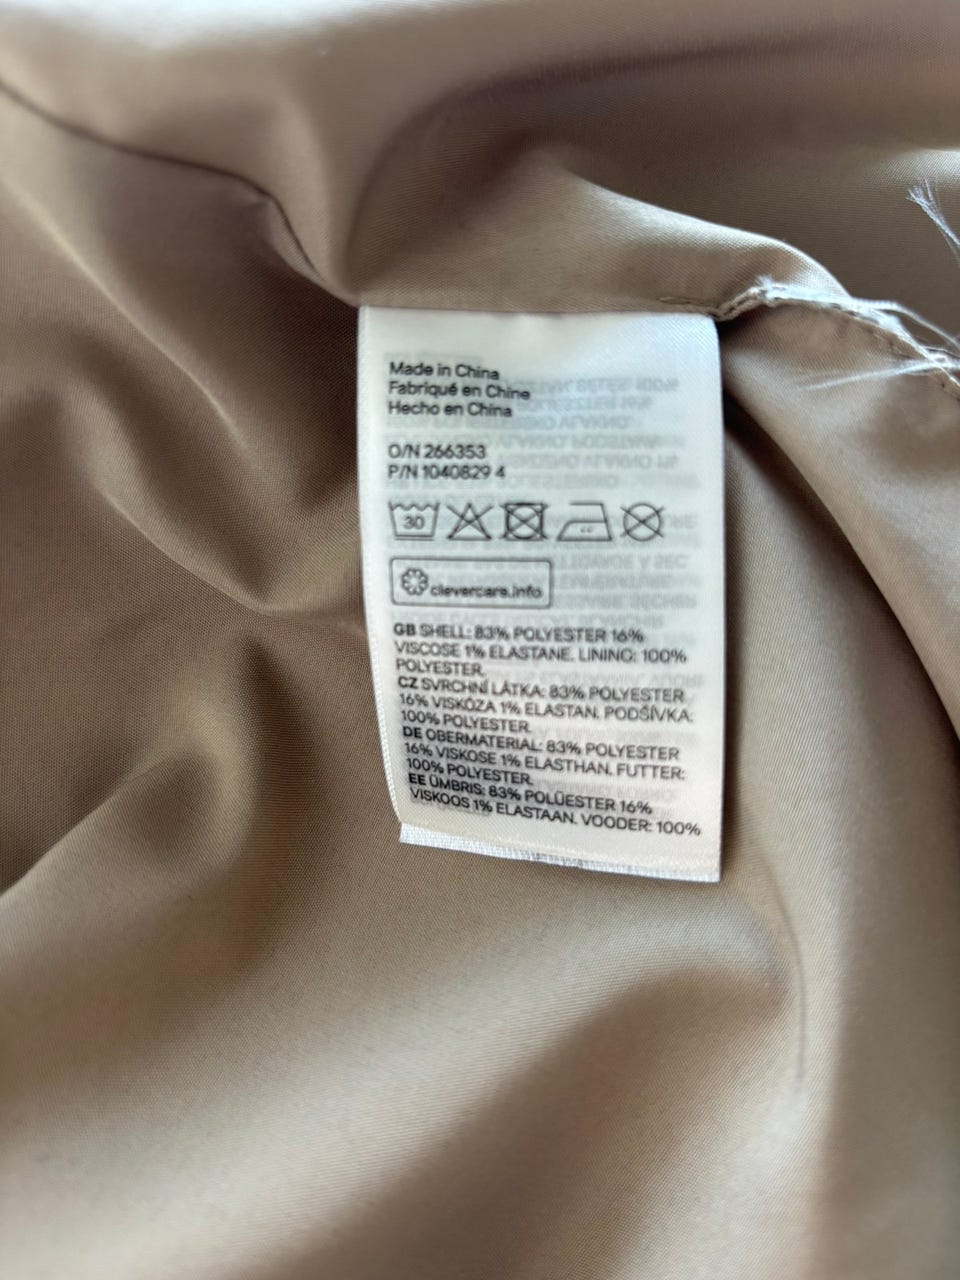 Made in China
Fabriqué en Chine
Hecho en China
O/N 266353
P/N 1040829 4
30
clevercare.info
GB SHELL: 83% POLYESTER 16%
VISCOSE 1% ELASTANE. LINING: 100%
POLYESTER.
CZ SVRCHNÍ LÁTKA: 83% POLYESTER
16% VISKÓZA 1% ELASTAN. PODŠÍVKA:
100% POLYESTER.
DE OBERMATERIAL: 83% POLYESTER
16% VISKOSE 1% ELASTHAN. FUTTER:
100% POLYESTER.
EE ÜMBRIS: 83% POLÜESTER 16%
VISKOOS 1% ELASTAAN. VOODER: 100%